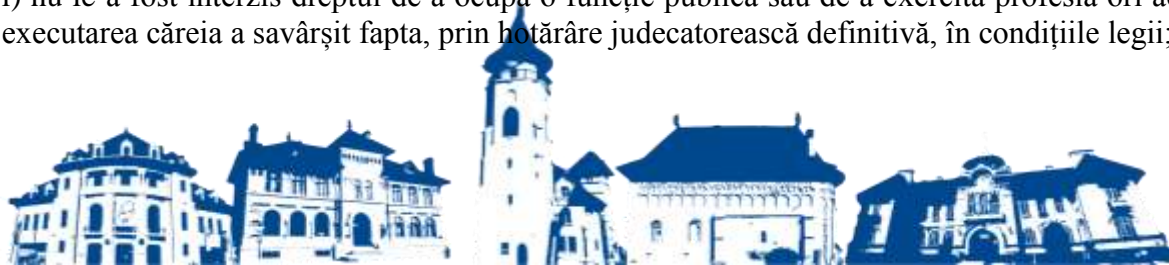 i) nu le-a fost interzis dreptul de a ocupa o funcție publică sau de a exercita profesia ori
executarea căreia a savârșit fapta, prin hotărâre judecatorească definitivă, în condițiile legii;